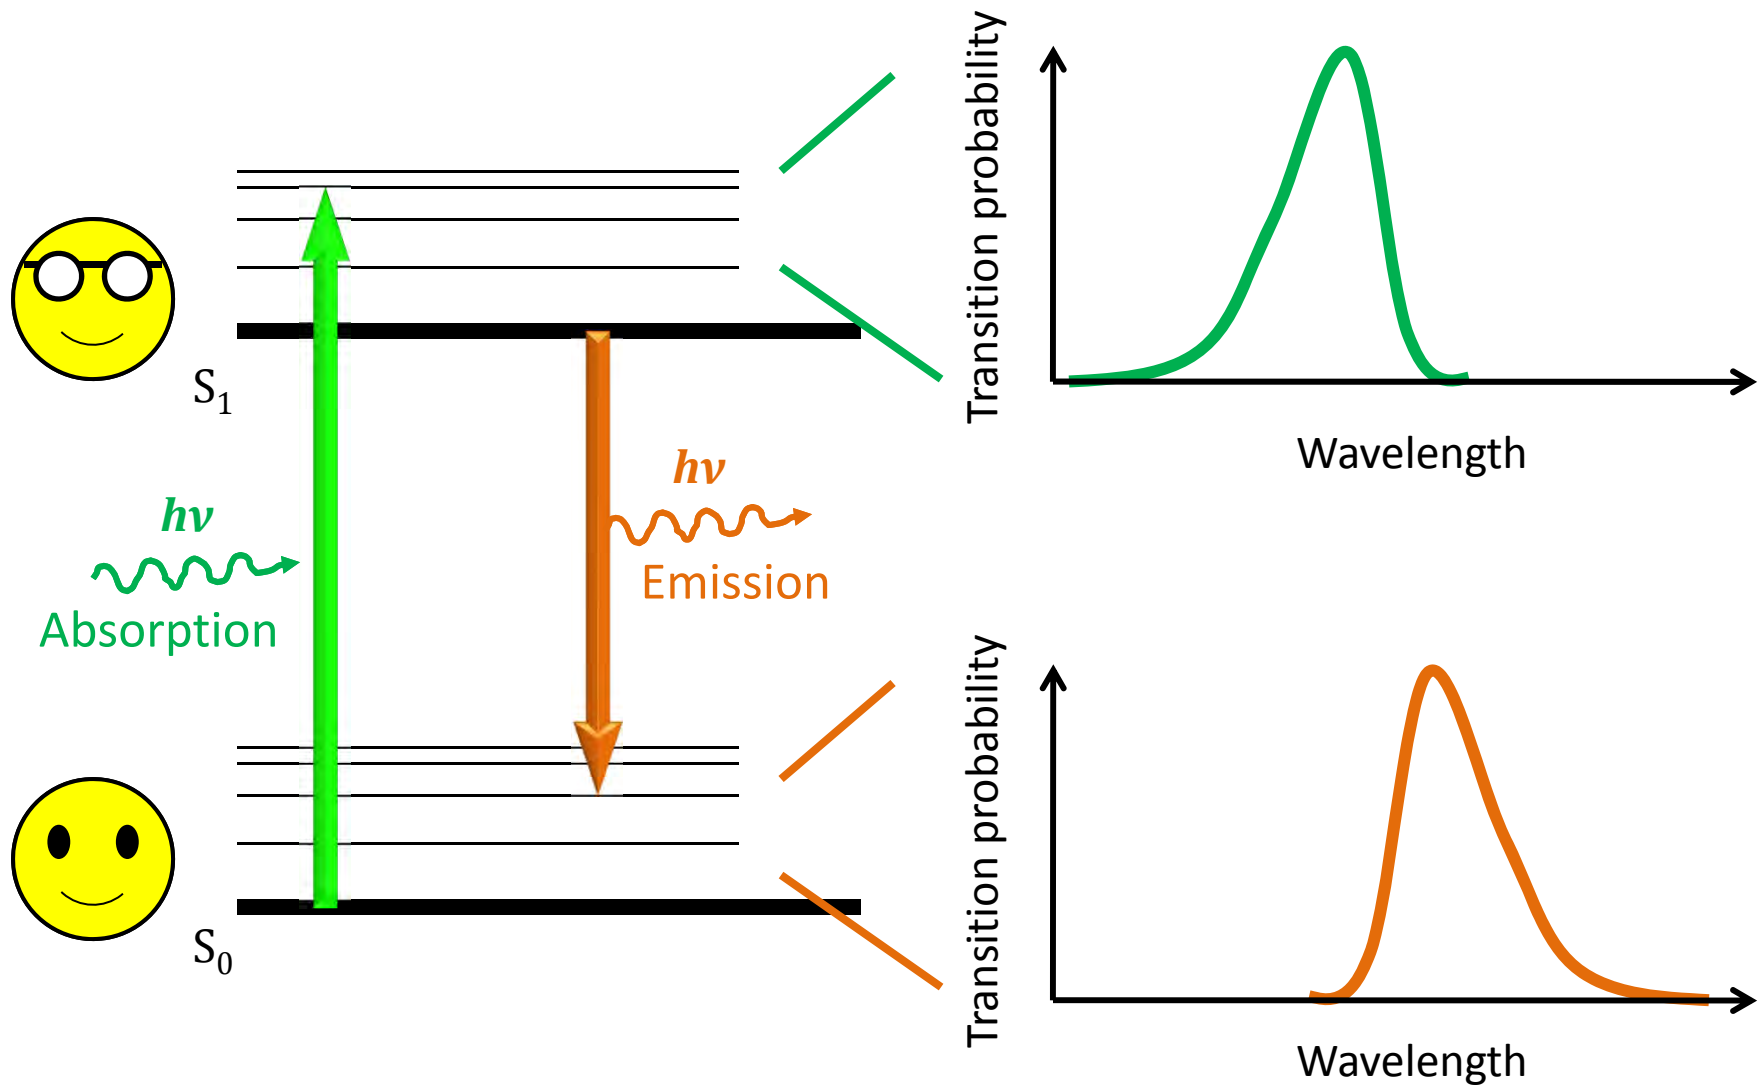 Transition probability
Wavelength
S₁
hν
Absorption
hν
Emission
S₀
Transition probability
Wavelength